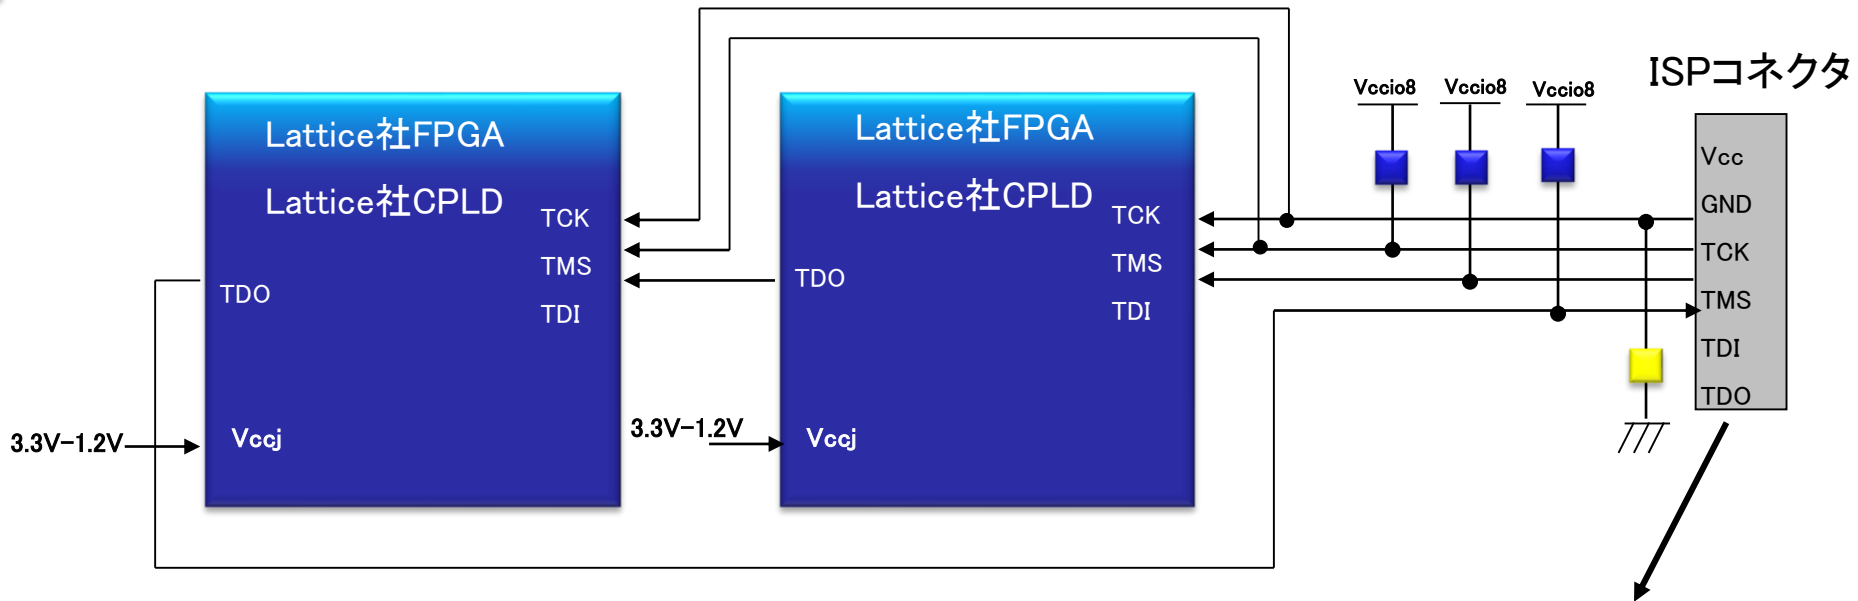 ISPコネクタ
Vccio8
Vccio8
Vccio8
Lattice社FPGA
Lattice社CPLD
TCK
TMS
TDI
TDO
Vccj
3.3V-1.2V
Lattice社FPGA
Lattice社CPLD
TCK
TMS
TDI
TDO
Vccj
3.3V-1.2V
Vcc
GND
TCK
TMS
TDI
TDO